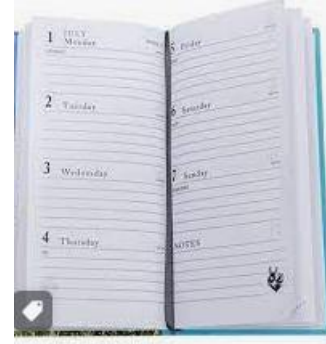 1 JULY
Monday
2 Tuesday
3 Wednesday
4 Thursday
5 Friday
6 Saturday
7 Sunday
NOTES